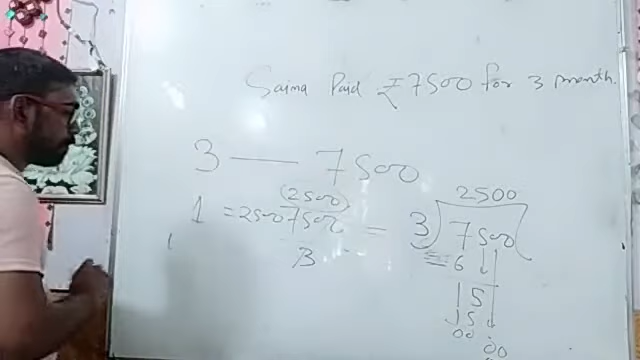 Saima Paid ₹7500 for 3 month.
3 — 7500
(2500)
1 = 2500 7500 = 3) 7500
3
2500
6
15
15
00
00